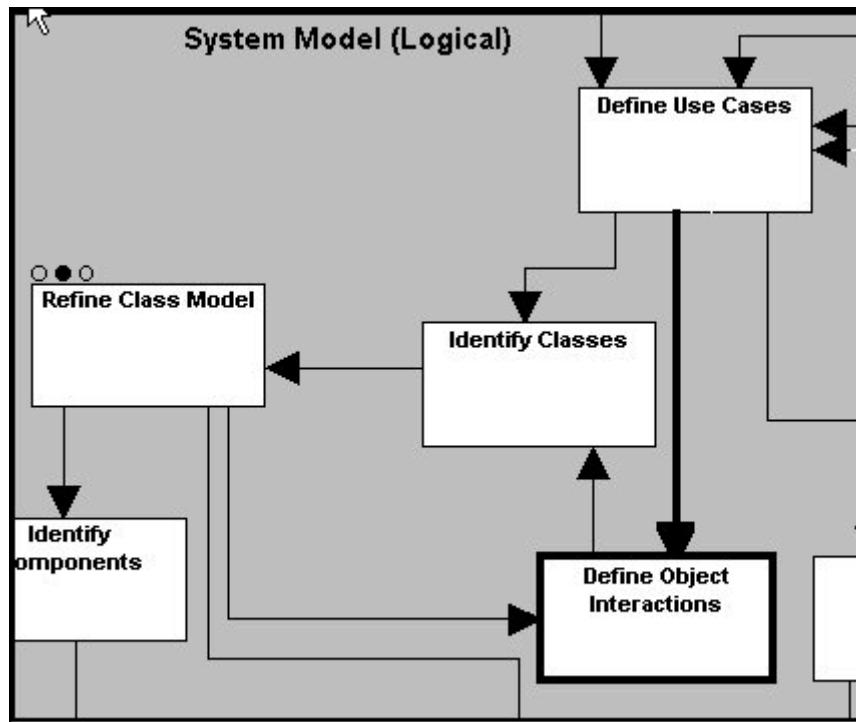 System Model (Logical)
Define Use Cases
Refine Class Model
Identify Classes
Identify
omponents
Define Object
Interactions